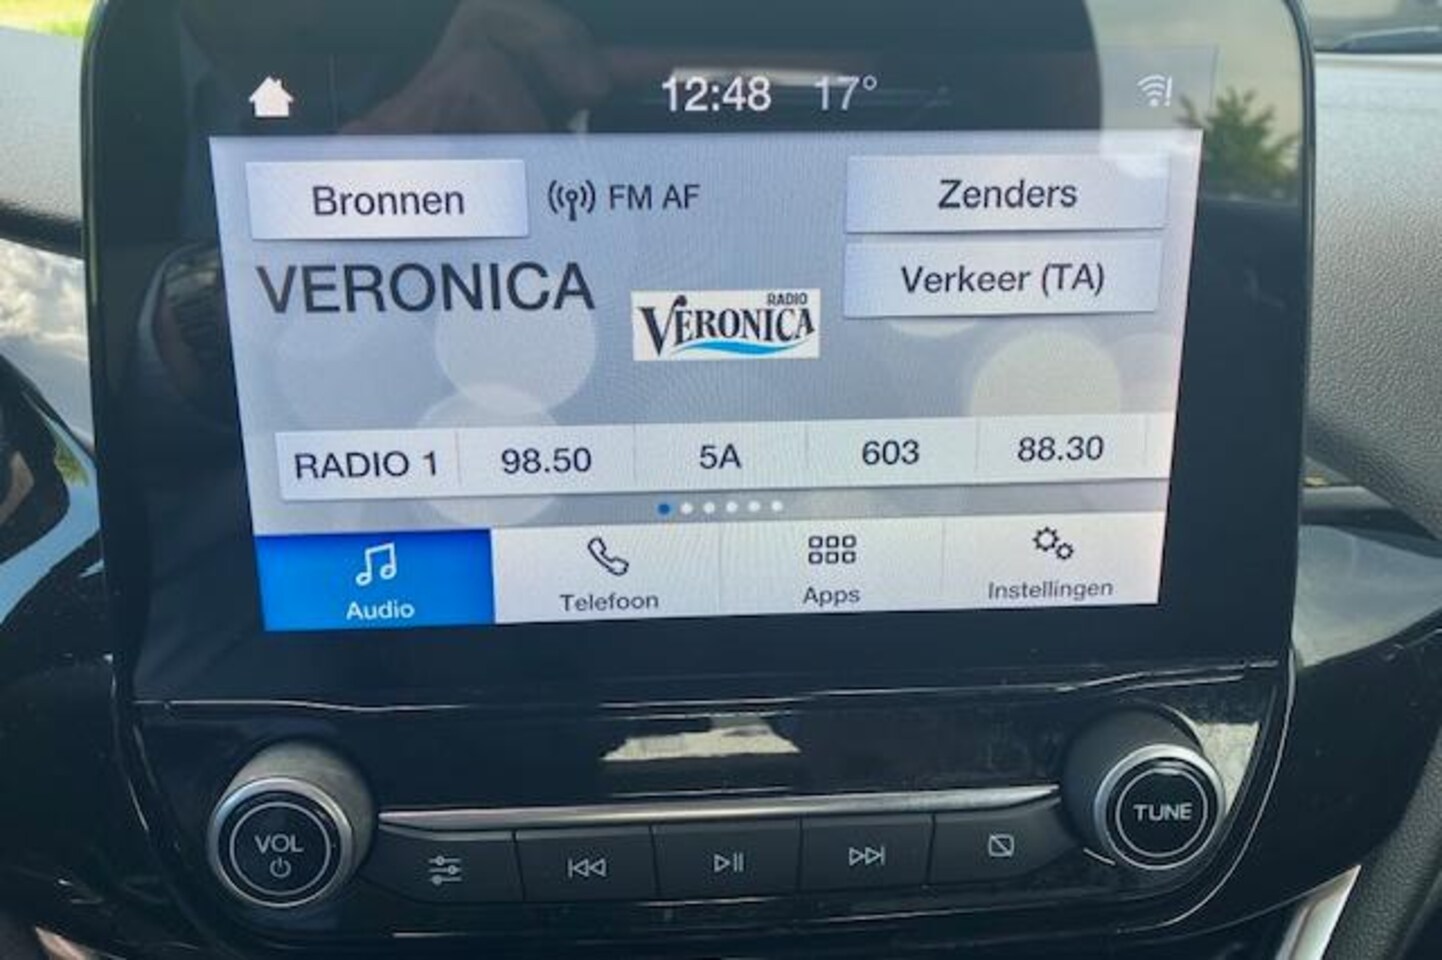 12:48 17°
Bronnen FM AF Zenders
VERONICA Verkeer (TA)
RADIO
VERONICA
RADIO 1 98.50 5A 603 88.30
Audio Telefoon Apps Instellingen
VOL TUNE